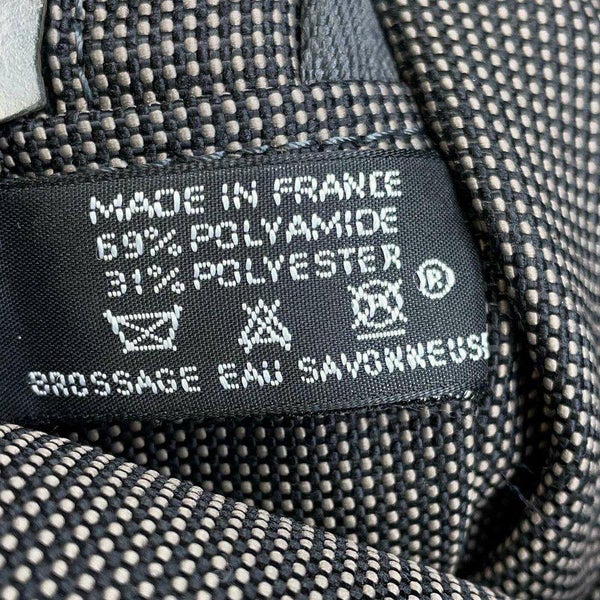 MADE IN FRANCE
69% POLYAMIDE
31% POLYESTER
®
BROSSAGE EAU SAVONNEUSE